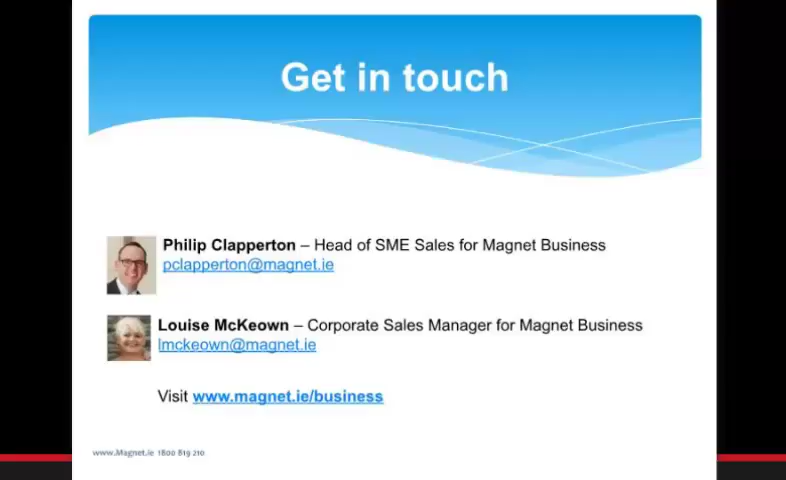 Get in touch
Philip Clapperton – Head of SME Sales for Magnet Business
pclapperton@magnet.ie
Louise McKeown – Corporate Sales Manager for Magnet Business
lmckeown@magnet.ie
Visit www.magnet.ie/business
www.Magnet.ie 1800 819 210